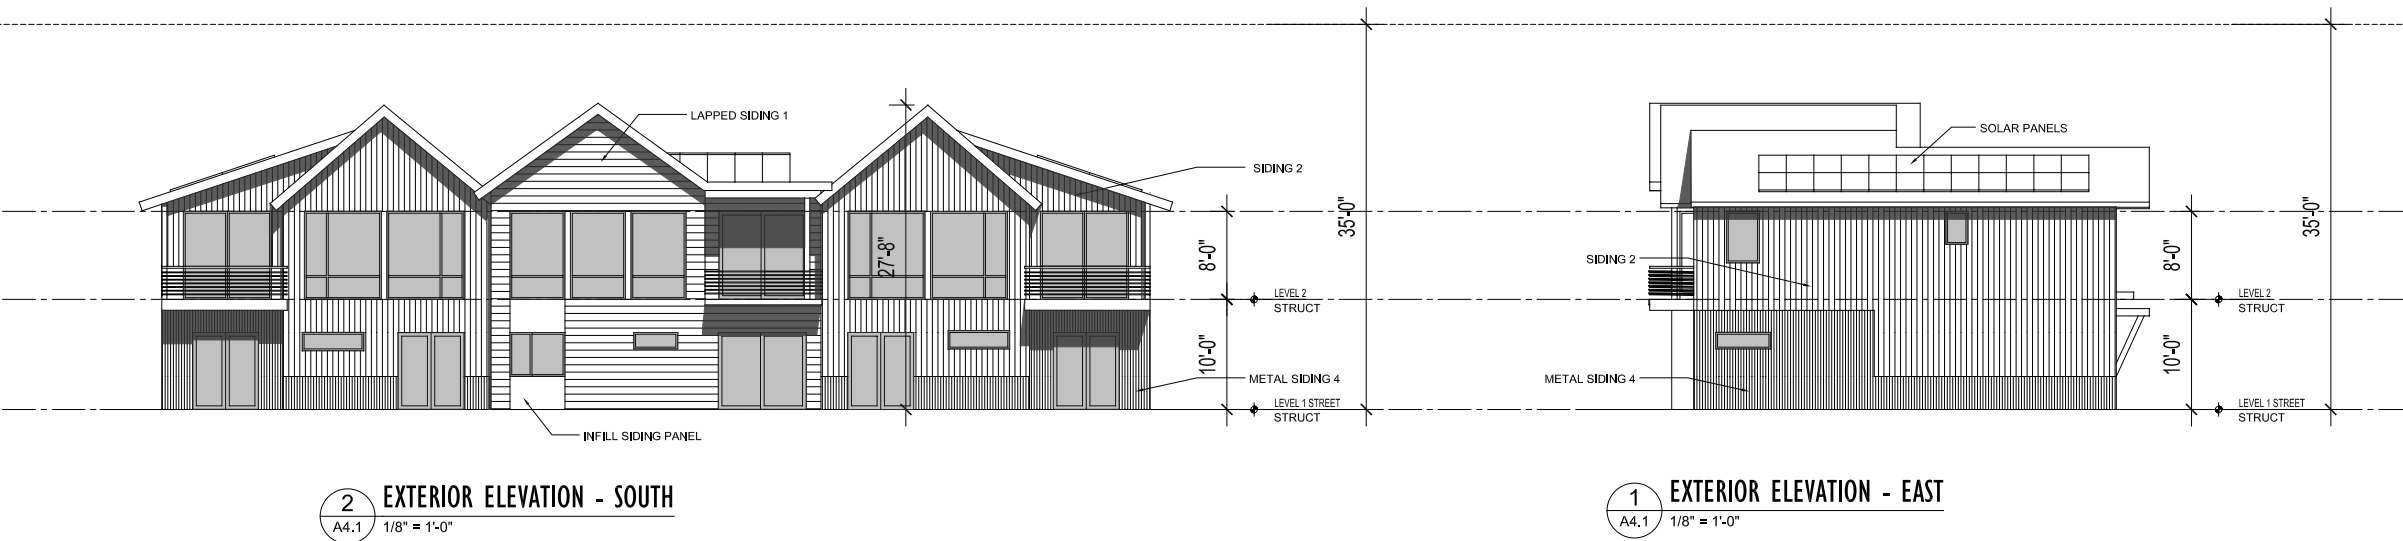 LAPPED SIDING 1
SIDING 2
27'-8"
8'-0"
35'-0"
LEVEL 2
STRUCT
10'-0"
METAL SIDING 4
LEVEL 1 STREET
STRUCT
INFILL SIDING PANEL
2
A4.1
EXTERIOR ELEVATION - SOUTH
1/8" = 1'-0"
SOLAR PANELS
SIDING 2
8'-0"
35'-0"
LEVEL 2
STRUCT
10'-0"
METAL SIDING 4
LEVEL 1 STREET
STRUCT
1
A4.1
EXTERIOR ELEVATION - EAST
1/8" = 1'-0"